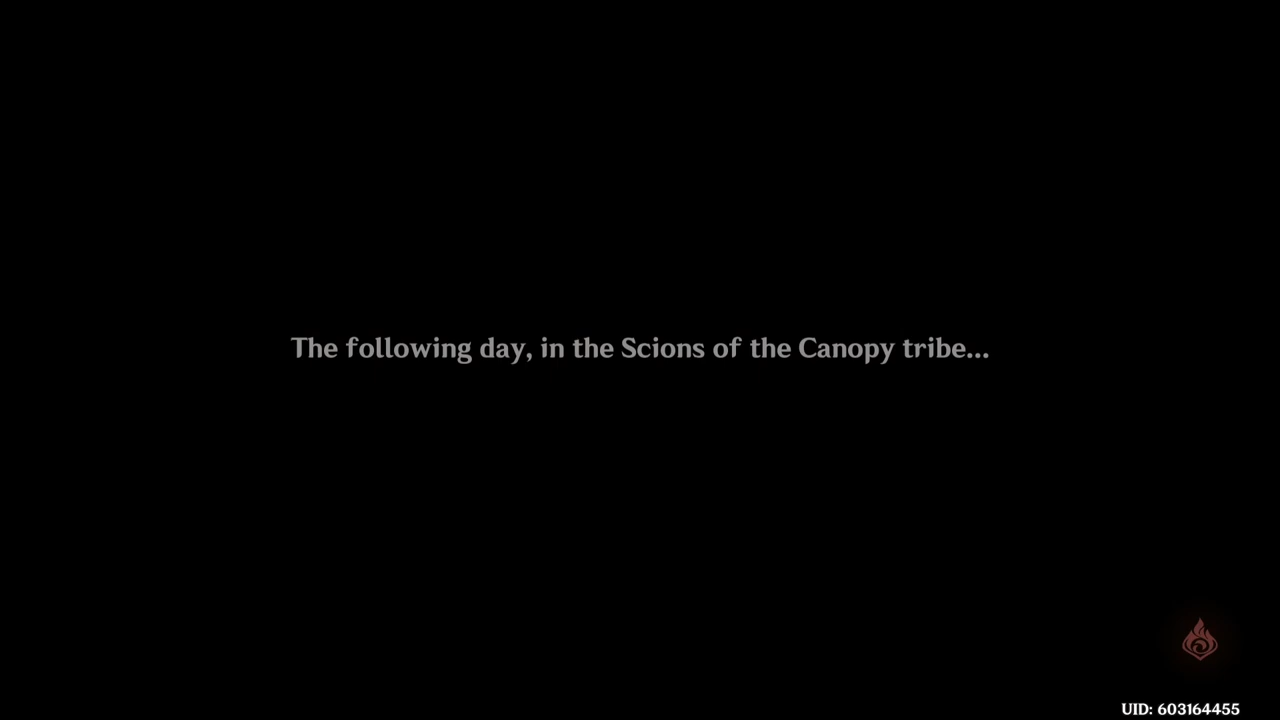 The following day, in the Scions of the Canopy tribe...
UID: 603164455